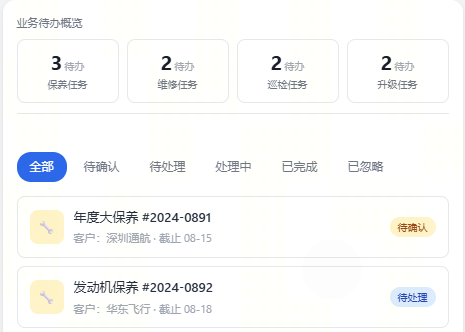 业务待办概览
3 待办 2 待办 2 待办 2 待办
保养任务 维修任务 巡检任务 升级任务
全部 待确认 待处理 处理中 已完成 已忽略
年度大保养 #2024-0891
客户：深圳通航 · 截止 08-15
待确认
发动机保养 #2024-0892
客户：华东飞行 · 截止 08-18
待处理